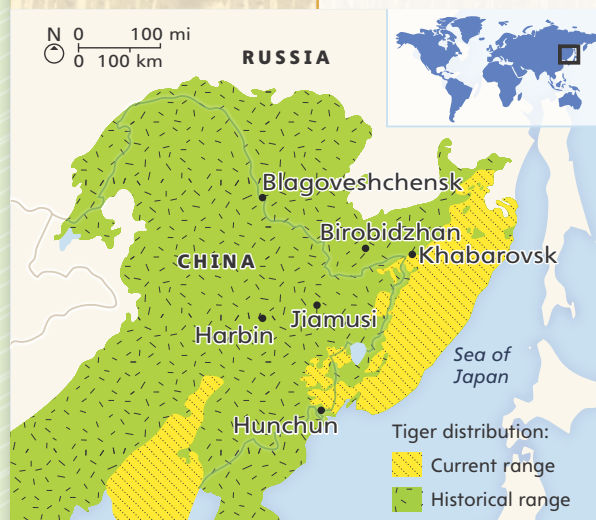 N 0 100 mi
0 100 km
RUSSIA
Blagoveshchensk
Birobidzhan
Khabarovsk
CHINA
Jiamusi
Harbin
Sea of
Japan
Hunchun
Tiger distribution:
Current range
Historical range